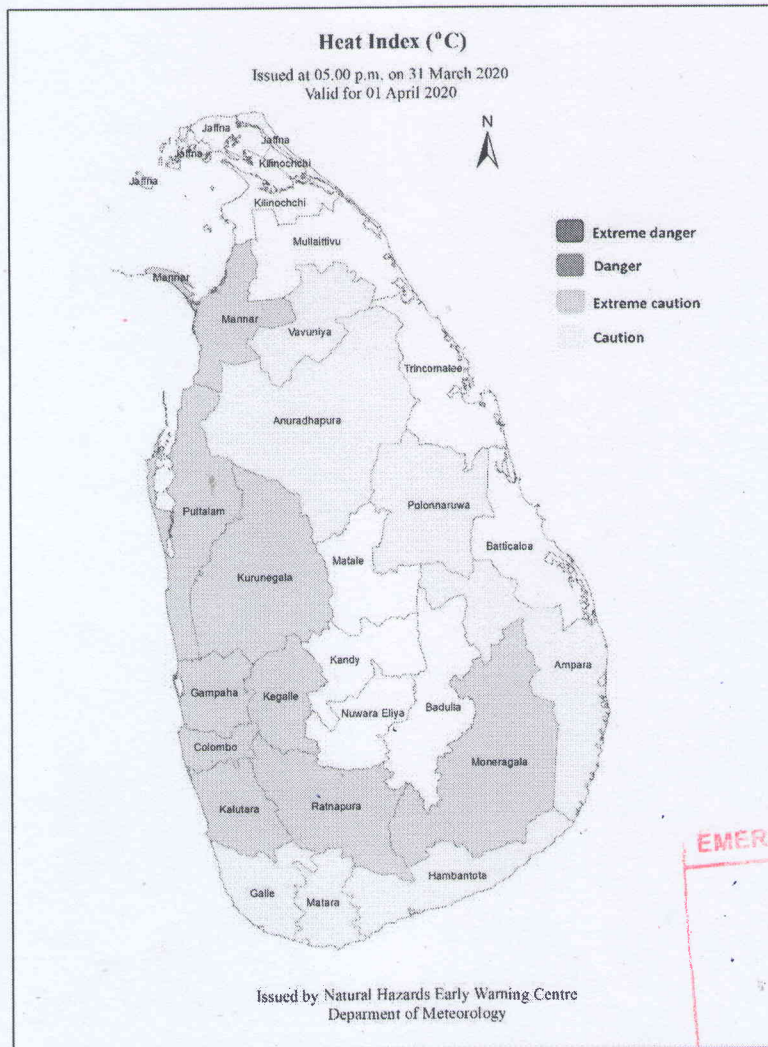 Heat Index (°C)
Issued at 05.00 p.m. on 31 March 2020
Valid for 01 April 2020
N
Jaffna
Jaffna
Jaffna
Kilinochchi
Jaffna
Kilinochchi
Mullaittivu
Extreme danger
Danger
Extreme caution
Caution
Mannar
Mannar
Vavuniya
Trincomalee
Anuradhapura
Polonnaruwa
Puttalam
Batticaloa
Matale
Kurunegala
Kandy
Ampara
Gampaha
Kegalle
Nuwara Eliya
Badulla
Colombo
Moneragala
Kalutara
Ratnapura
EMER
Hambantota
Galle
Matara
Issued by Natural Hazards Early Warning Centre
Deparment of Meteorology